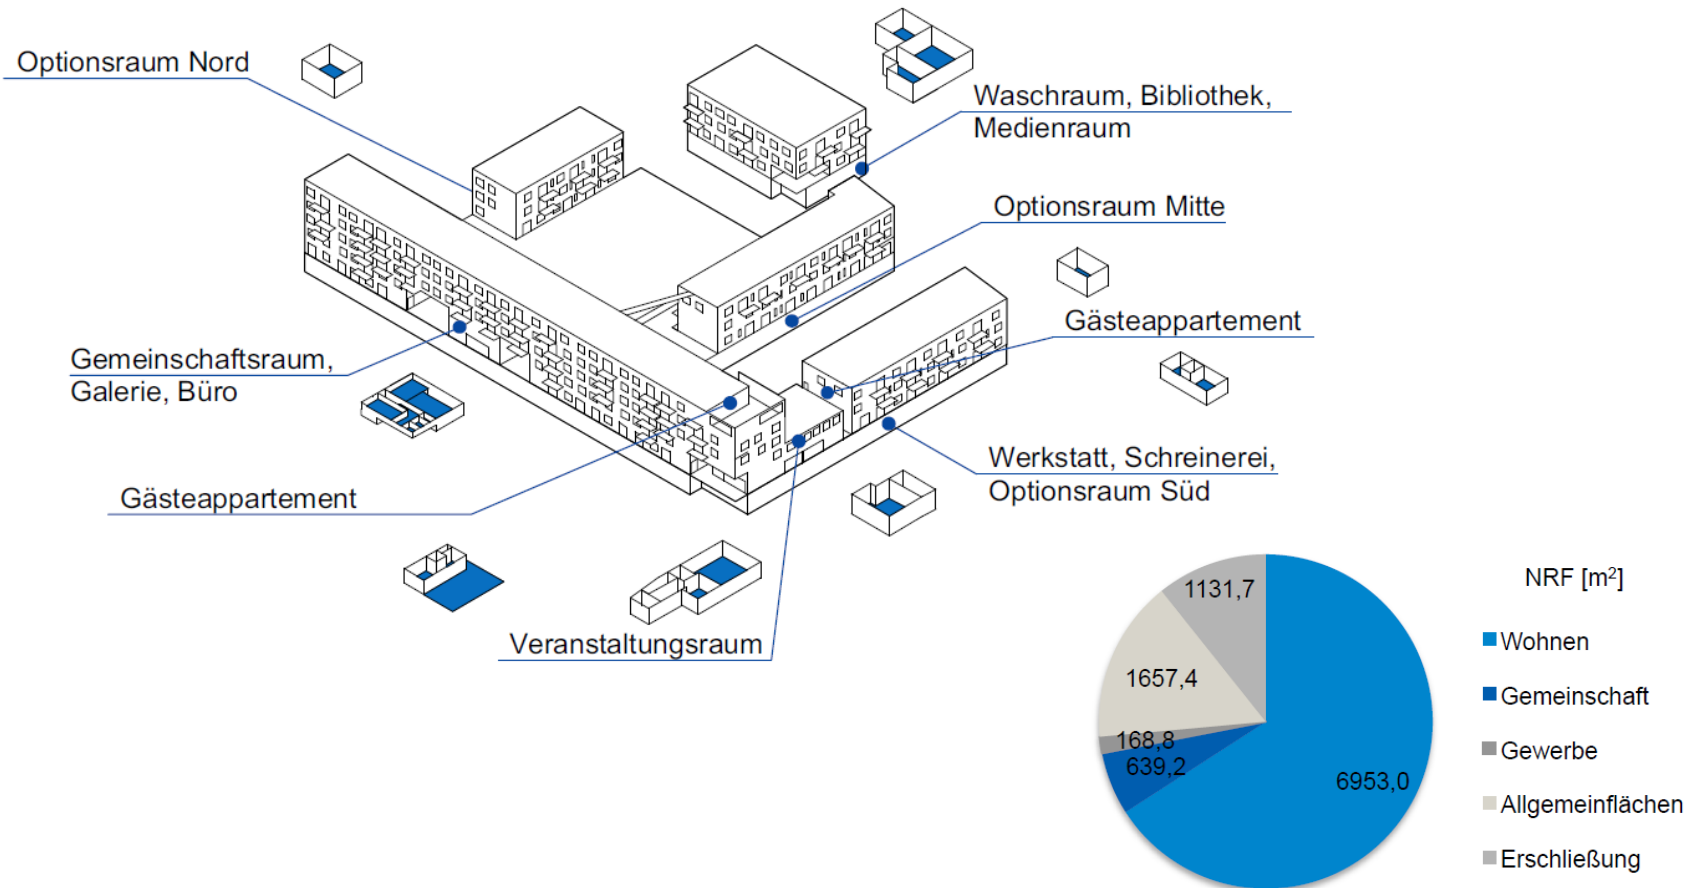 Optionsraum Nord
Waschraum, Bibliothek,
Medienraum
Optionsraum Mitte
Gästeappartement
Gemeinschaftsraum,
Galerie, Büro
Werkstatt, Schreinerei,
Optionsraum Süd
Gästeappartement
Veranstaltungsraum
NRF [m²]
1131,7
1657,4
168,8
639,2
6953,0
Wohnen
Gemeinschaft
Gewerbe
Allgemeinflächen
Erschließung